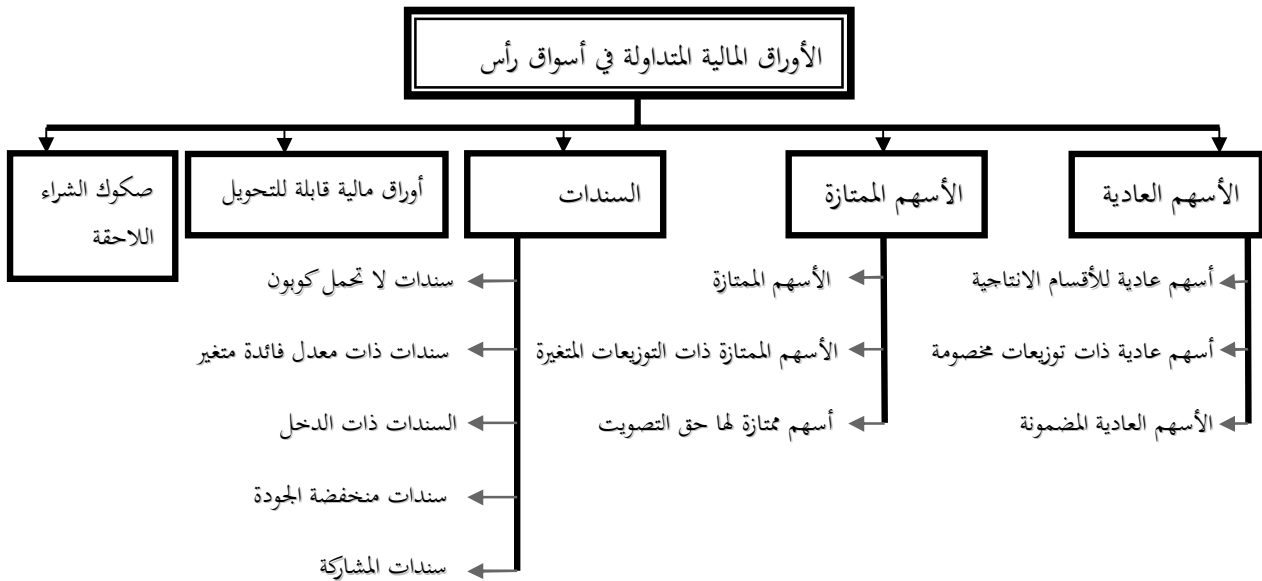 الأوراق المالية المتداولة في أسواق رأس
الأسهم العادية
أسهم عادية للأقسام الانتاجية
أسهم عادية ذات توزيعات مخصومة
الأسهم العادية المضمونة
الأسهم الممتازة
الأسهم الممتازة
الأسهم الممتازة ذات التوزيعات المتغيرة
أسهم ممتازة لها حق التصويت
السندات
سندات لا تحمل كوبون
سندات ذات معدل فائدة متغير
السندات ذات الدخل
سندات منخفضة الجودة
سندات المشاركة
أوراق مالية قابلة للتحويل
صكوك الشراء
اللاحقة